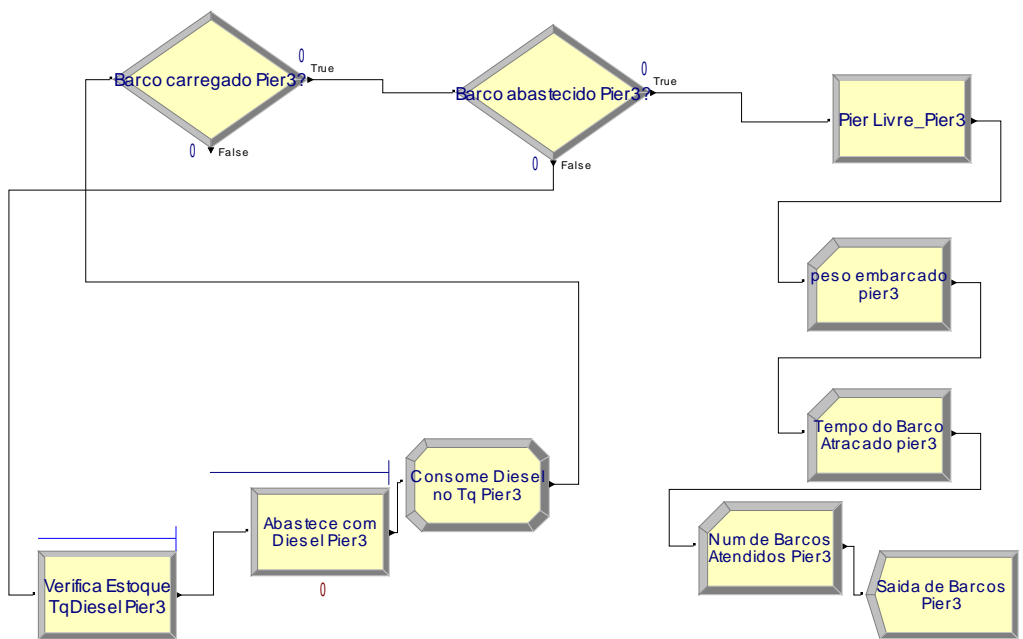 0
True
Barco carregado Pier3?
0
False
0
True
Barco abastecido Pier3?
0
False
Pier Livre_Pier3
peso embarcado
pier3
Tempo do Barco
Atracado pier3
Consome Diesel
no Tq Pier3
Abastece com
Diesel Pier3
0
Verifica Estoque
TqDiesel Pier3
Num de Barcos
Atendidos Pier3
Saida de Barcos
Pier3